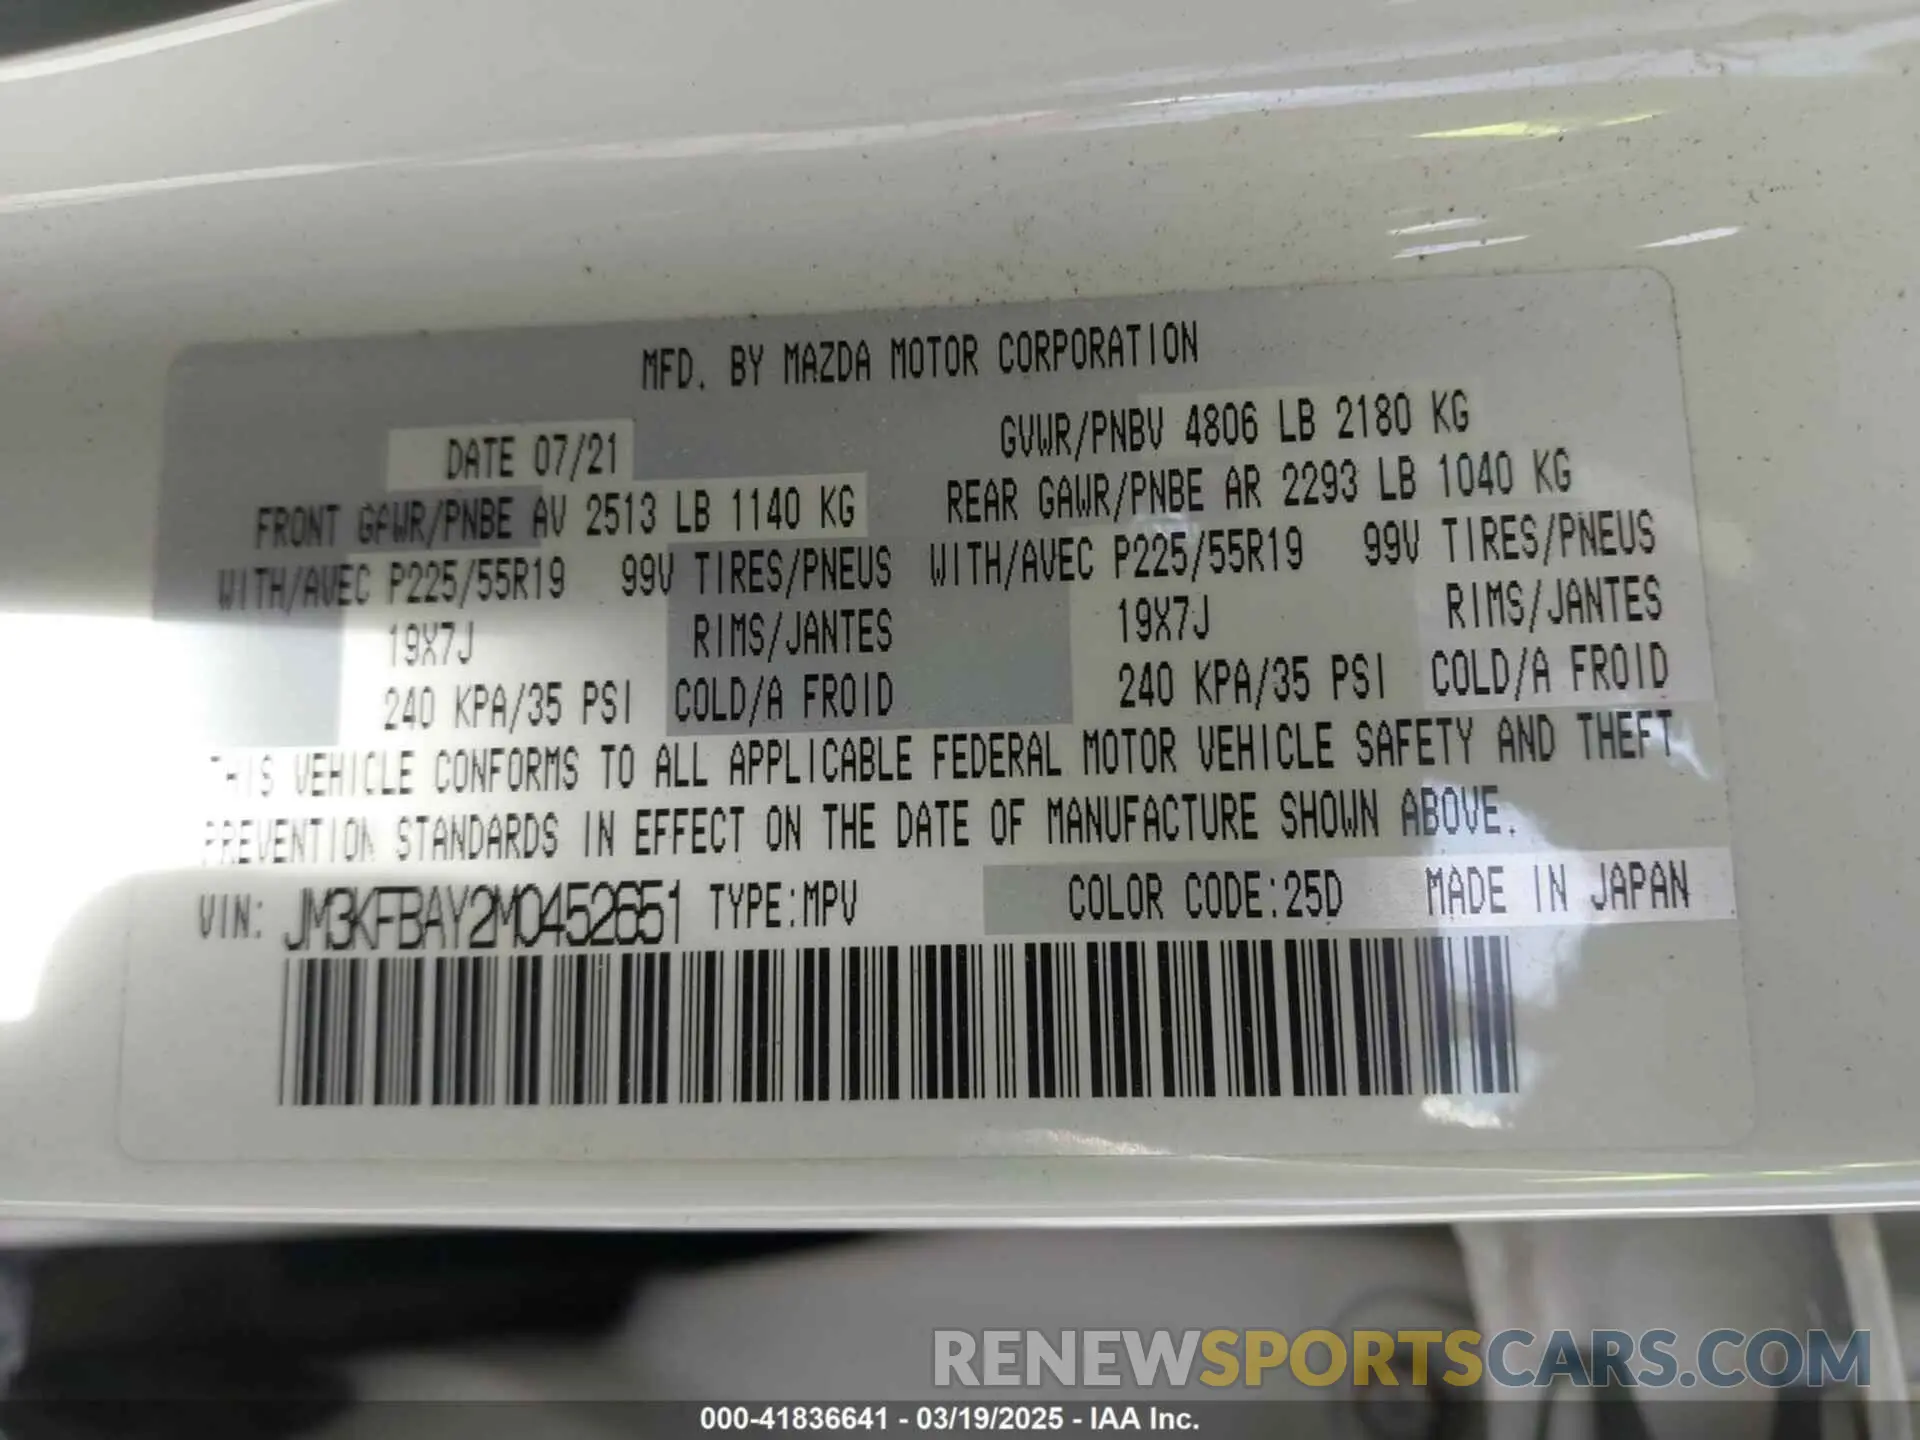 MFD. BY MAZDA MOTOR CORPORATION
DATE 07/21 GVWR/PNBV 4806 LB 2180 KG
FRONT GAWR/PNBE AV 2513 LB 1140 KG REAR GAWR/PNBE AR 2293 LB 1040 KG
WITH/AVEC P225/55R19 99V TIRES/PNEUS WITH/AVEC P225/55R19 99V TIRES/PNEUS
19X7J RIMS/JANTES 19X7J RIMS/JANTES
240 KPA/35 PSI COLD/A FROID 240 KPA/35 PSI COLD/A FROID
THIS VEHICLE CONFORMS TO ALL APPLICABLE FEDERAL MOTOR VEHICLE SAFETY AND THEFT
PREVENTION STANDARDS IN EFFECT ON THE DATE OF MANUFACTURE SHOWN ABOVE.
VIN: JM3KFBAY2M0452651 TYPE:MPV COLOR CODE:25D MADE IN JAPAN
RENEWSPORTSCARS.COM
000-41836641 - 03/19/2025 - IAA Inc.